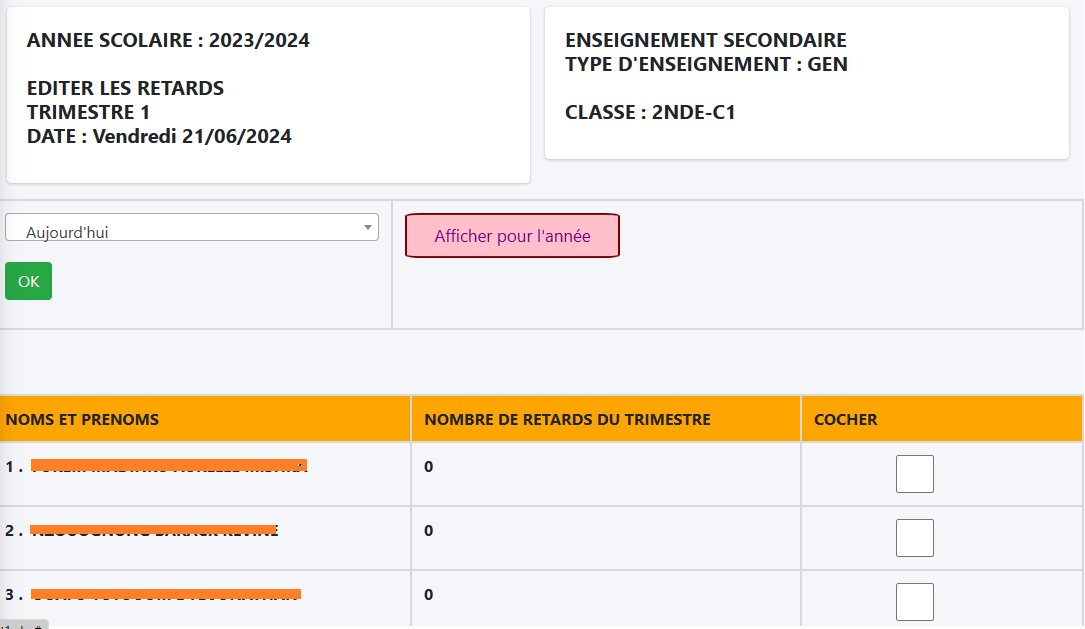 ANNEE SCOLAIRE : 2023/2024
EDITER LES RETARDS
TRIMESTRE 1
DATE : Vendredi 21/06/2024
ENSEIGNEMENT SECONDAIRE
TYPE D'ENSEIGNEMENT : GEN
CLASSE : 2NDE-C1
Aujourd'hui
OK
Afficher pour l'année
NOMS ET PRENOMS NOMBRE DE RETARDS DU TRIMESTRE COCHER
1 . 0
2 . 0
3 . 0